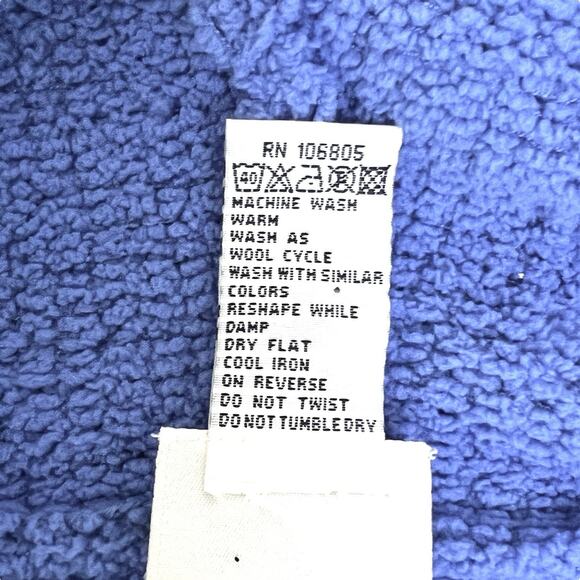 RN 106805
40 P
MACHINE WASH
WARM
WASH AS
WOOL CYCLE
WASH WITH SIMILAR
COLORS
RESHAPE WHILE
DAMP
DRY FLAT
COOL IRON
ON REVERSE
DO NOT TWIST
DO NOT TUMBLE DRY